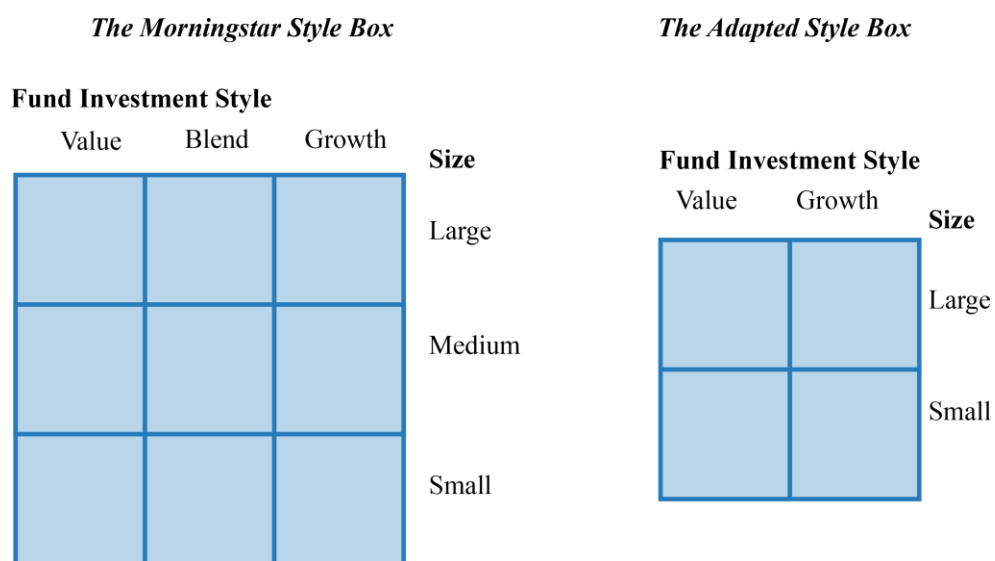 The Morningstar Style Box
Fund Investment Style
Value Blend Growth
Size
Large
Medium
Small
The Adapted Style Box
Fund Investment Style
Value Growth
Size
Large
Small